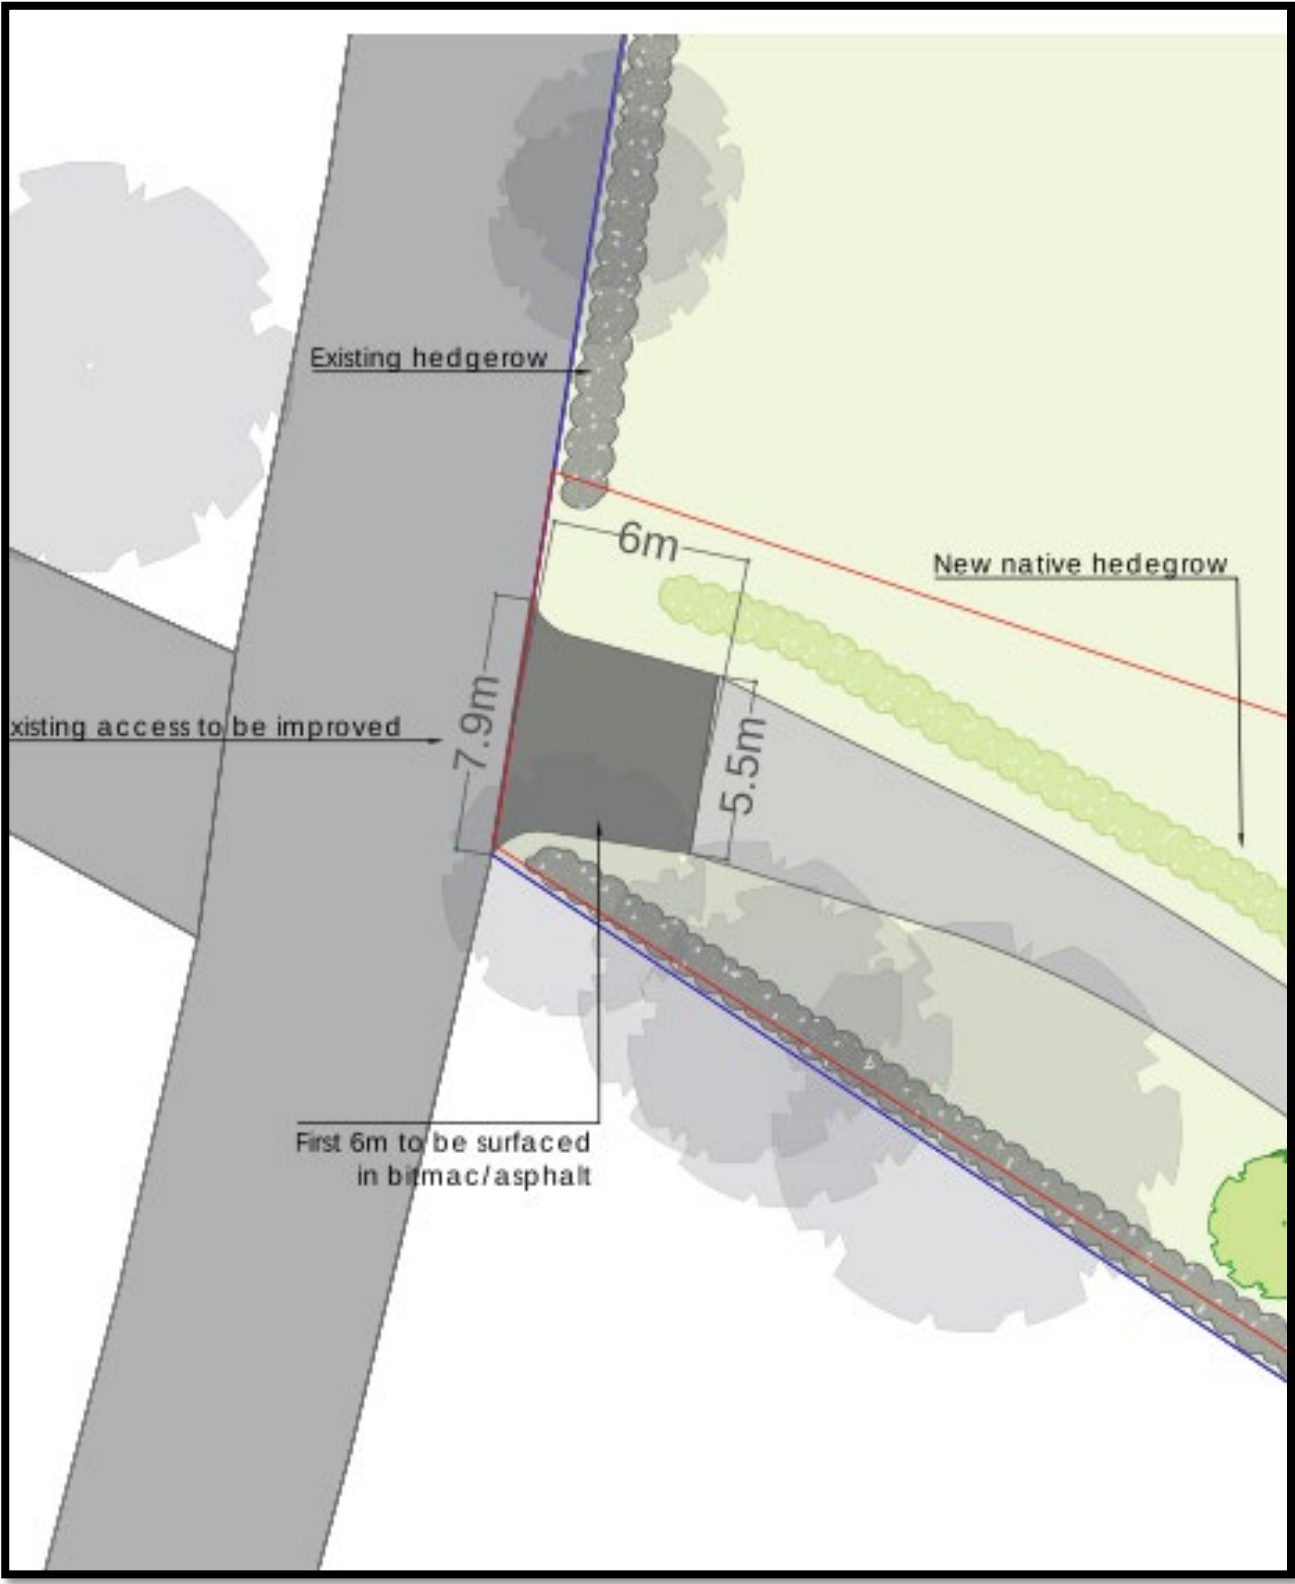 Existing hedgerow
6m
New native hedegrow
7.9m
xisting access to be improved
5.5m
First 6m to be surfaced
in bitmac/asphalt